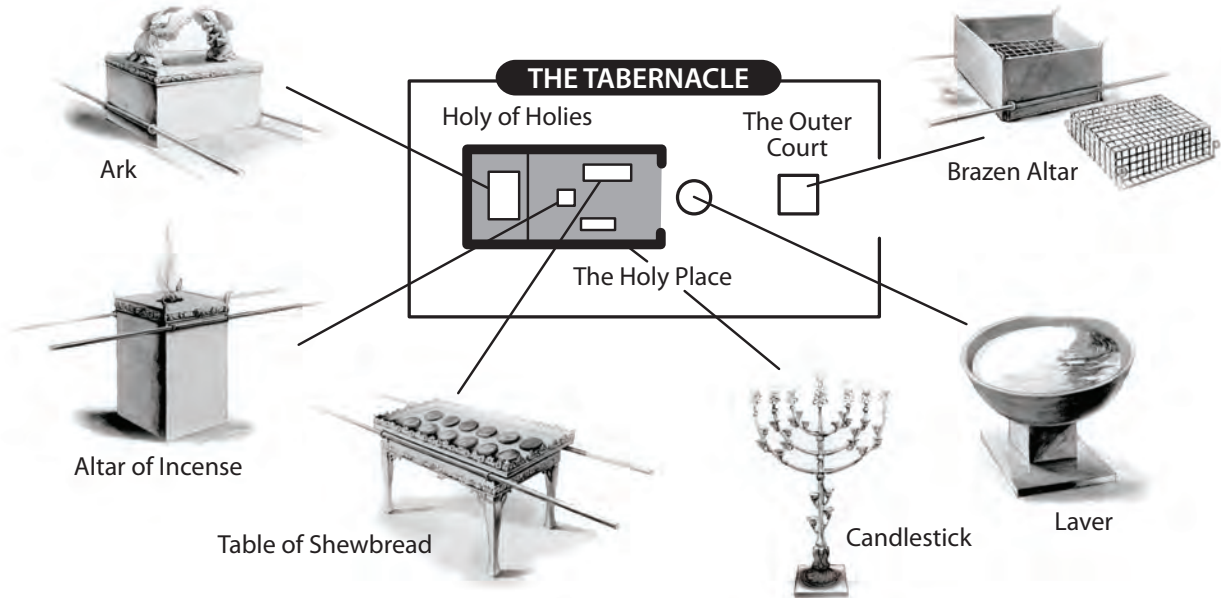 THE TABERNACLE
Holy of Holies
The Outer
Court
Ark
Brazen Altar
The Holy Place
Altar of Incense
Table of Shewbread
Candlestick
Laver